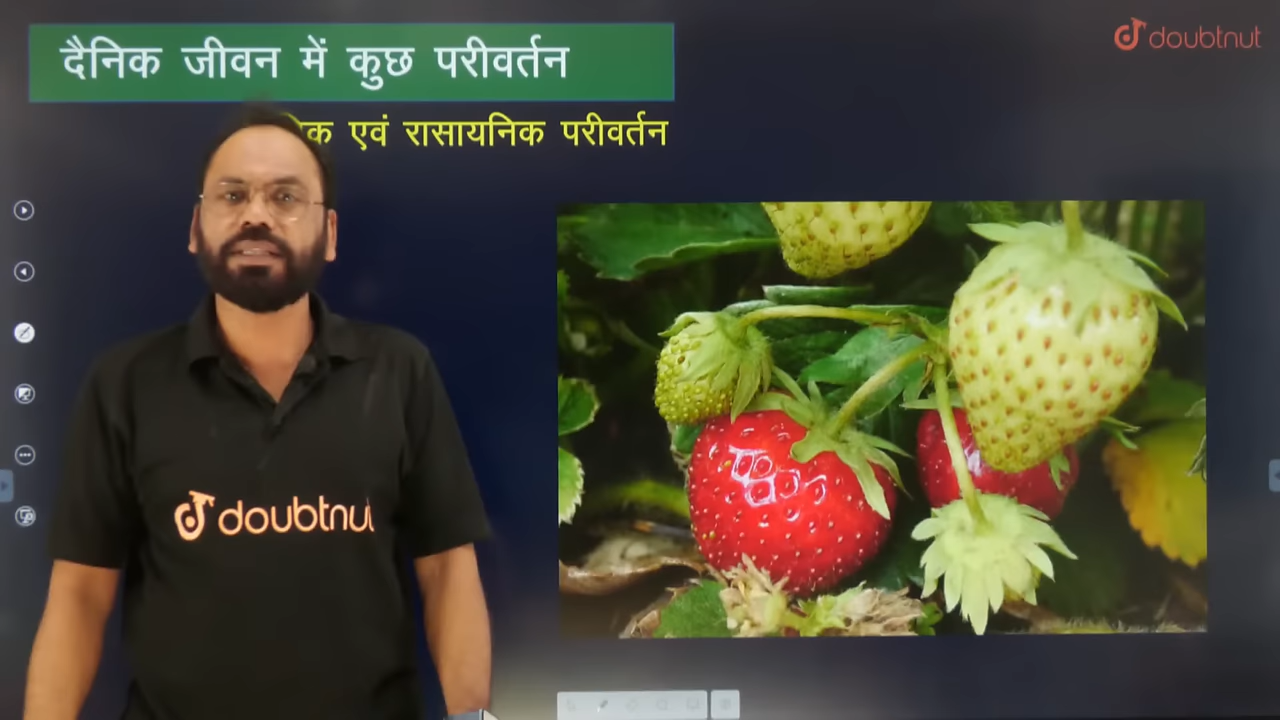 दैनिक जीवन में कुछ परीवर्तन
doubtnut
एवं रासायनिक परीवर्तन
doubtnut